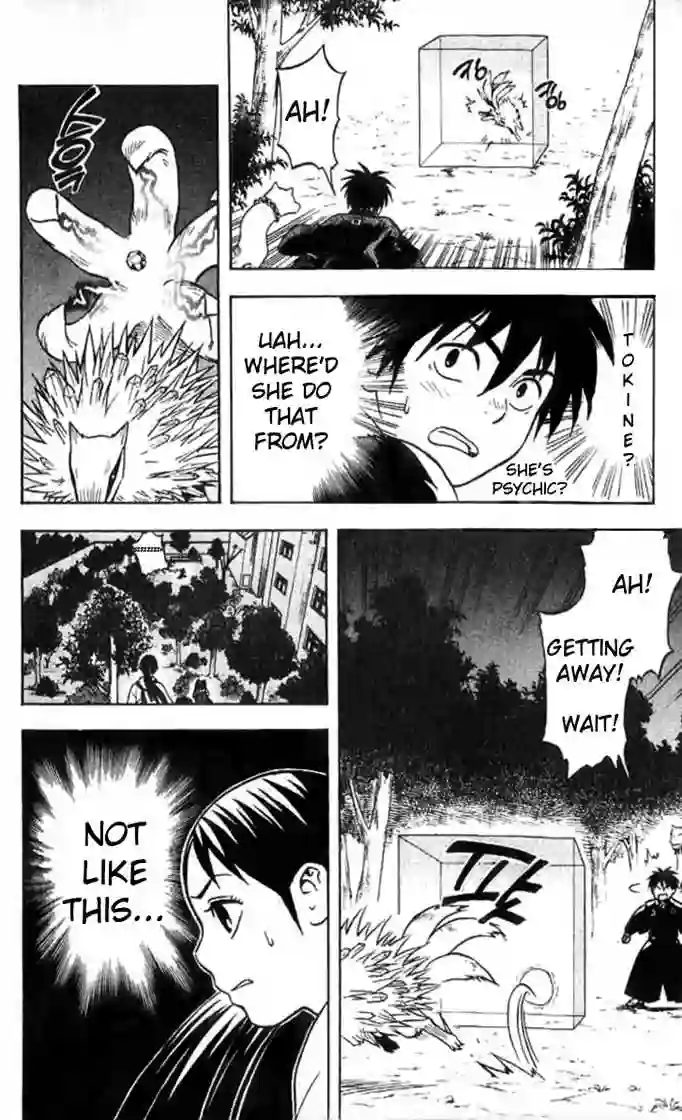 AH!
TOKINE?
SHE'S
PSYCHIC?
UAH...
WHERE'D
SHE DO
THAT
FROM?
AH!
GETTING
AWAY!
WAIT!
NOT
LIKE
THIS...